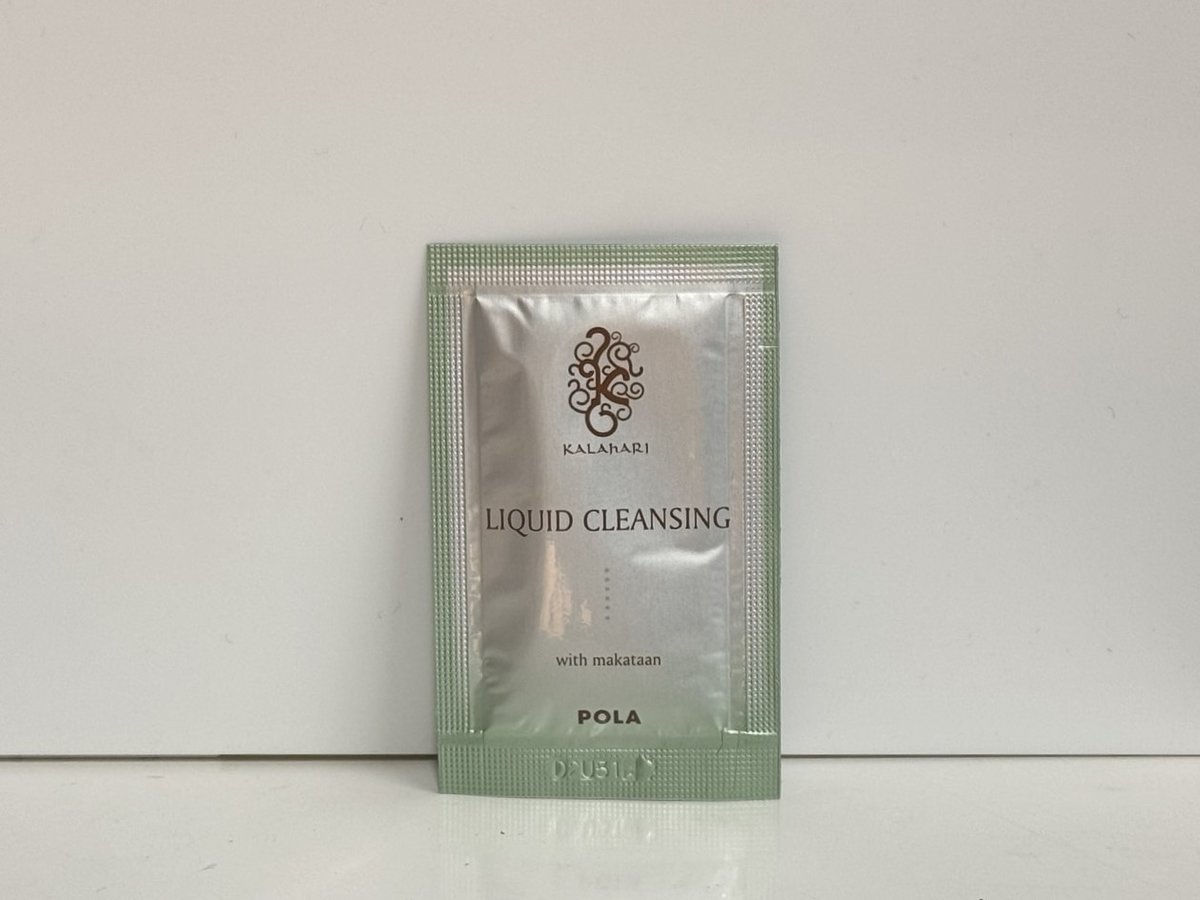 K
KALAhARI
LIQUID CLEANSING
with makataan
POLA